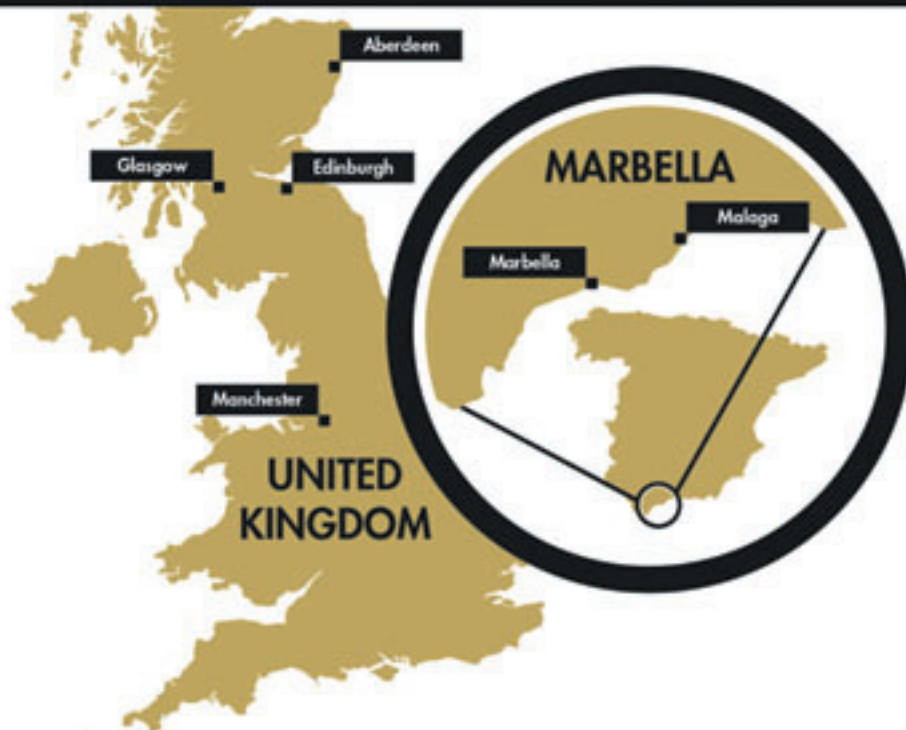 Aberdeen
Glasgow
Edinburgh
MARBELLA
Malaga
Marbella
Manchester
UNITED
KINGDOM